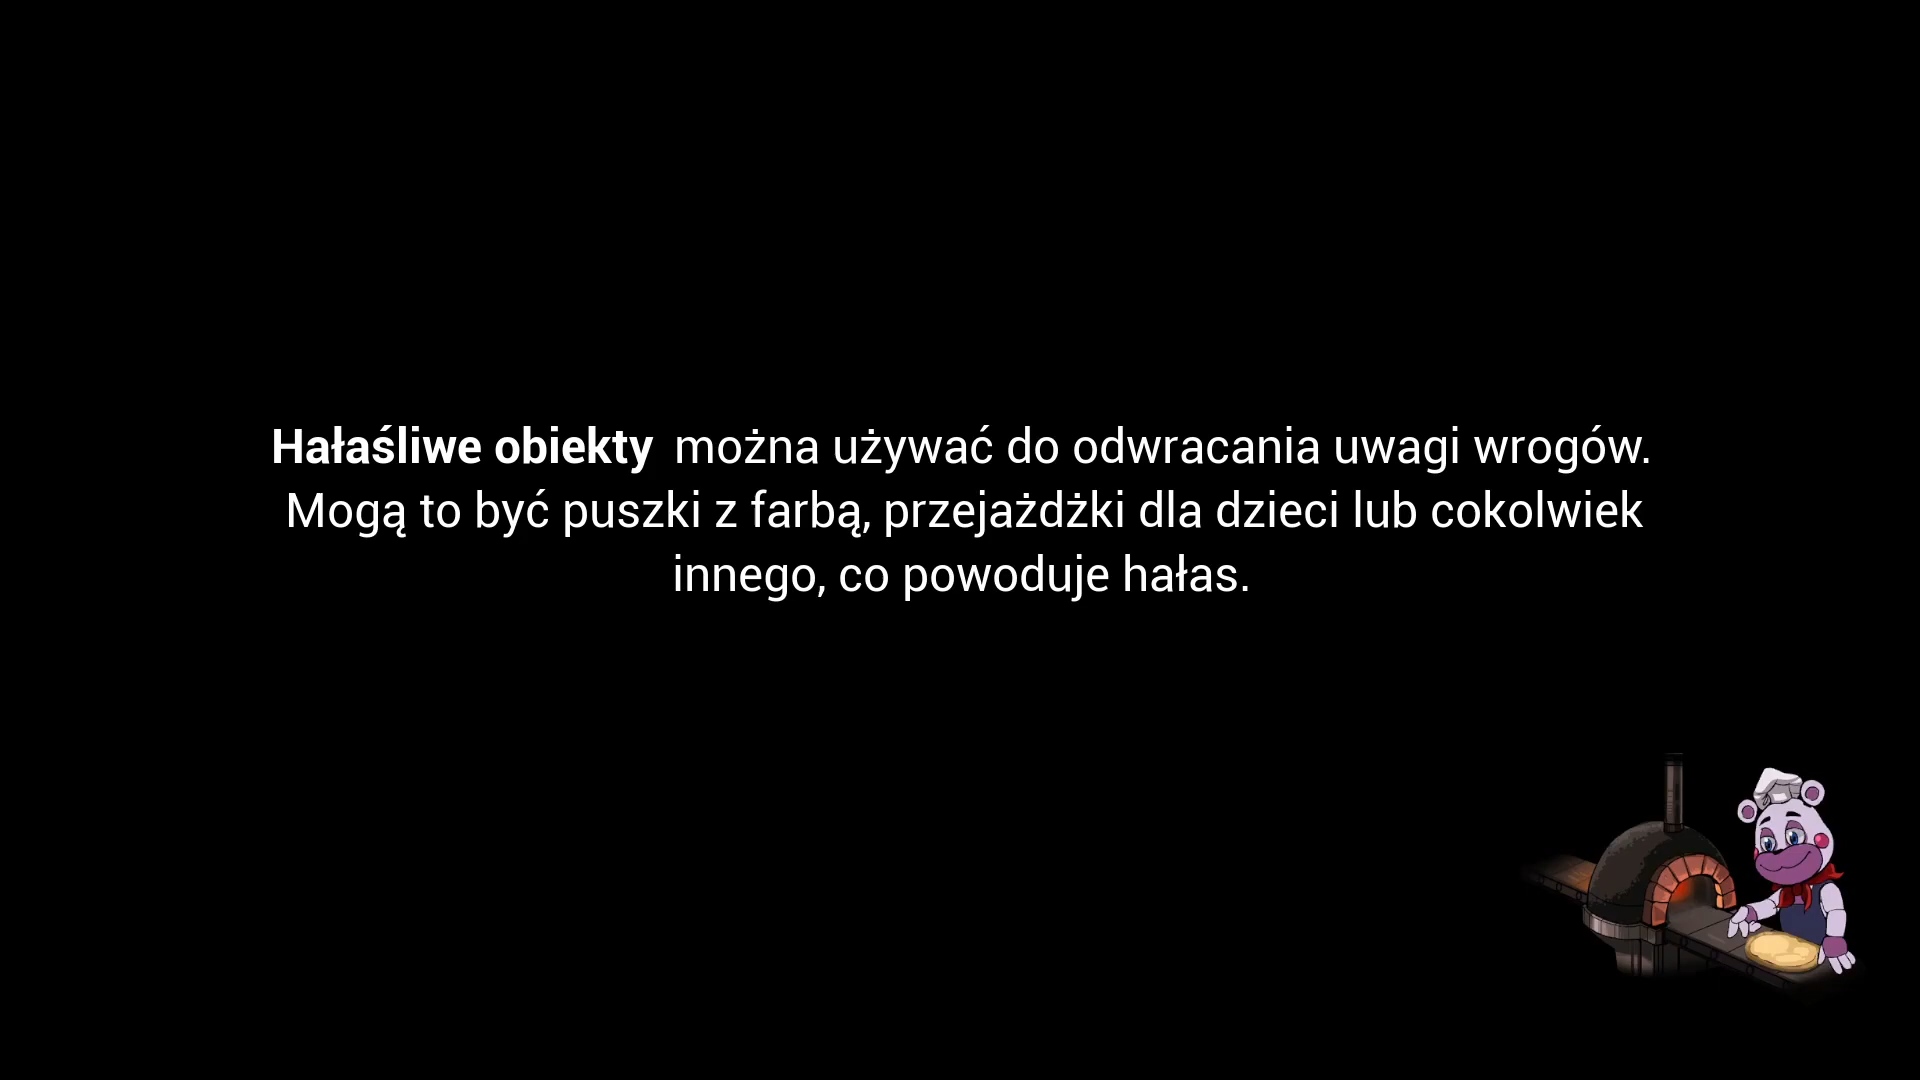 Hałaśliwe obiekty  można używać do odwracania uwagi wrogów.
Mogą to być puszki z farbą, przejażdżki dla dzieci lub cokolwiek
innego, co powoduje hałas.